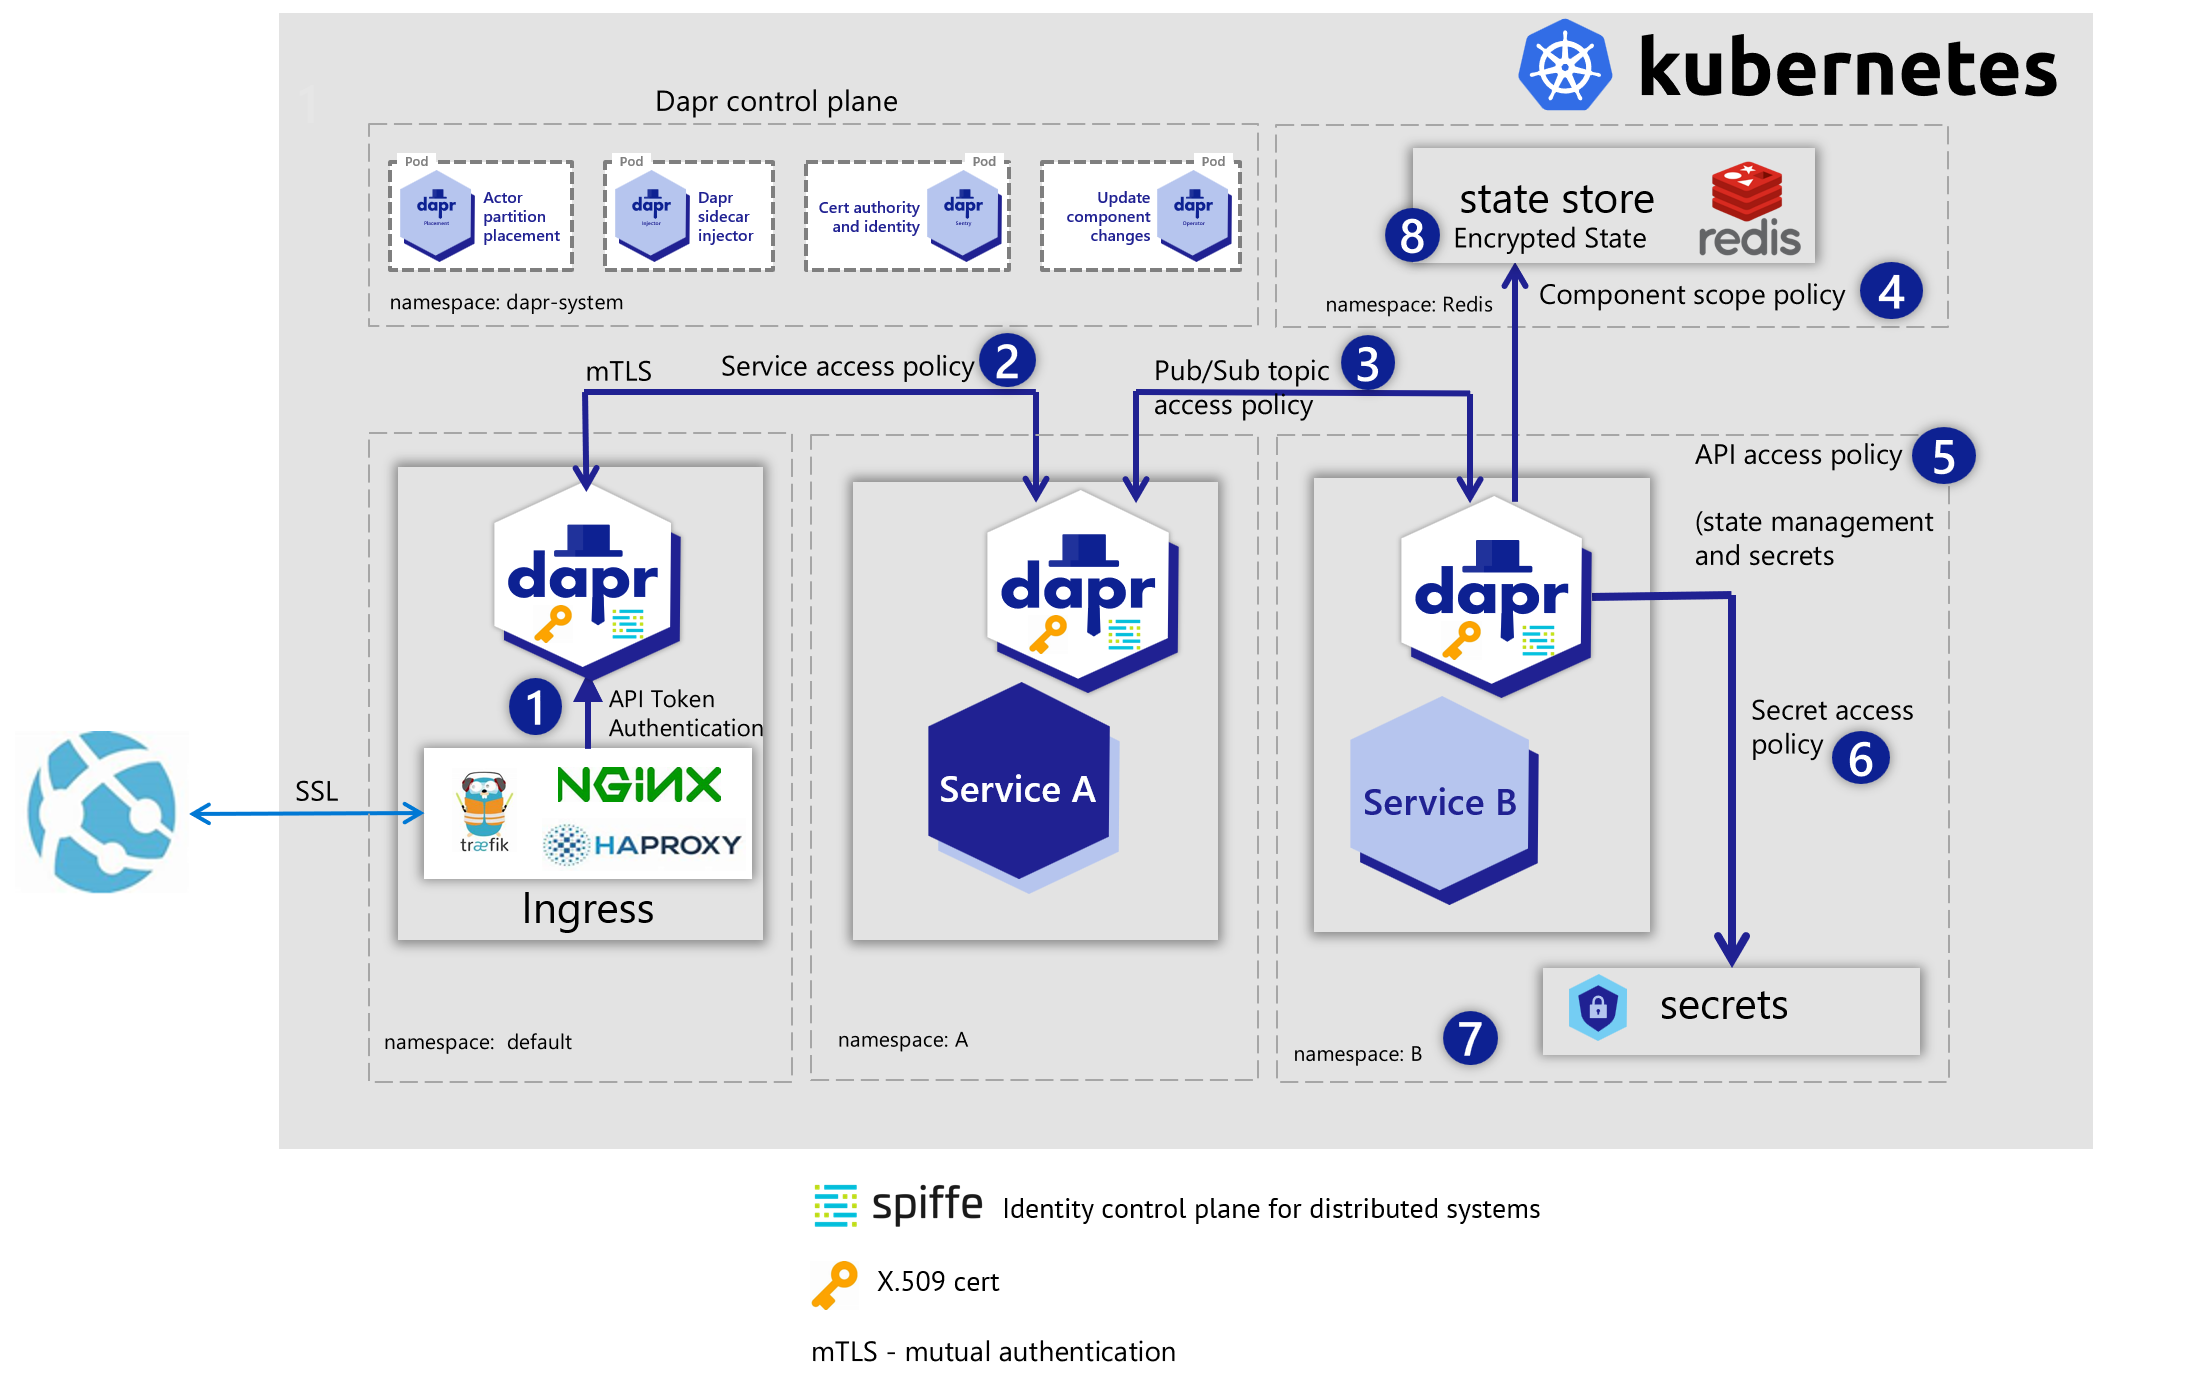 kubernetes
1
Dapr control plane
Pod
dapr
Placement
Actor
partition
placement
Pod
dapr
Injector
Dapr
sidecar
injector
Pod
Cert authority
and identity
dapr
Sentry
Pod
Update
component
changes
dapr
Operator
namespace: dapr-system
state store
8
Encrypted State
redis
namespace: Redis
Component scope policy
4
mTLS
Service access policy
2
Pub/Sub topic
access policy
3
API access policy
5
(state management
and secrets
dapr
dapr
dapr
1
API Token
Authentication
SSL
træfik
NGINX
HAPROXY
Ingress
Service A
Service B
Secret access
policy
6
secrets
namespace:  default
namespace: A
namespace: B
7
spiffe
Identity control plane for distributed systems
X.509 cert
mTLS - mutual authentication